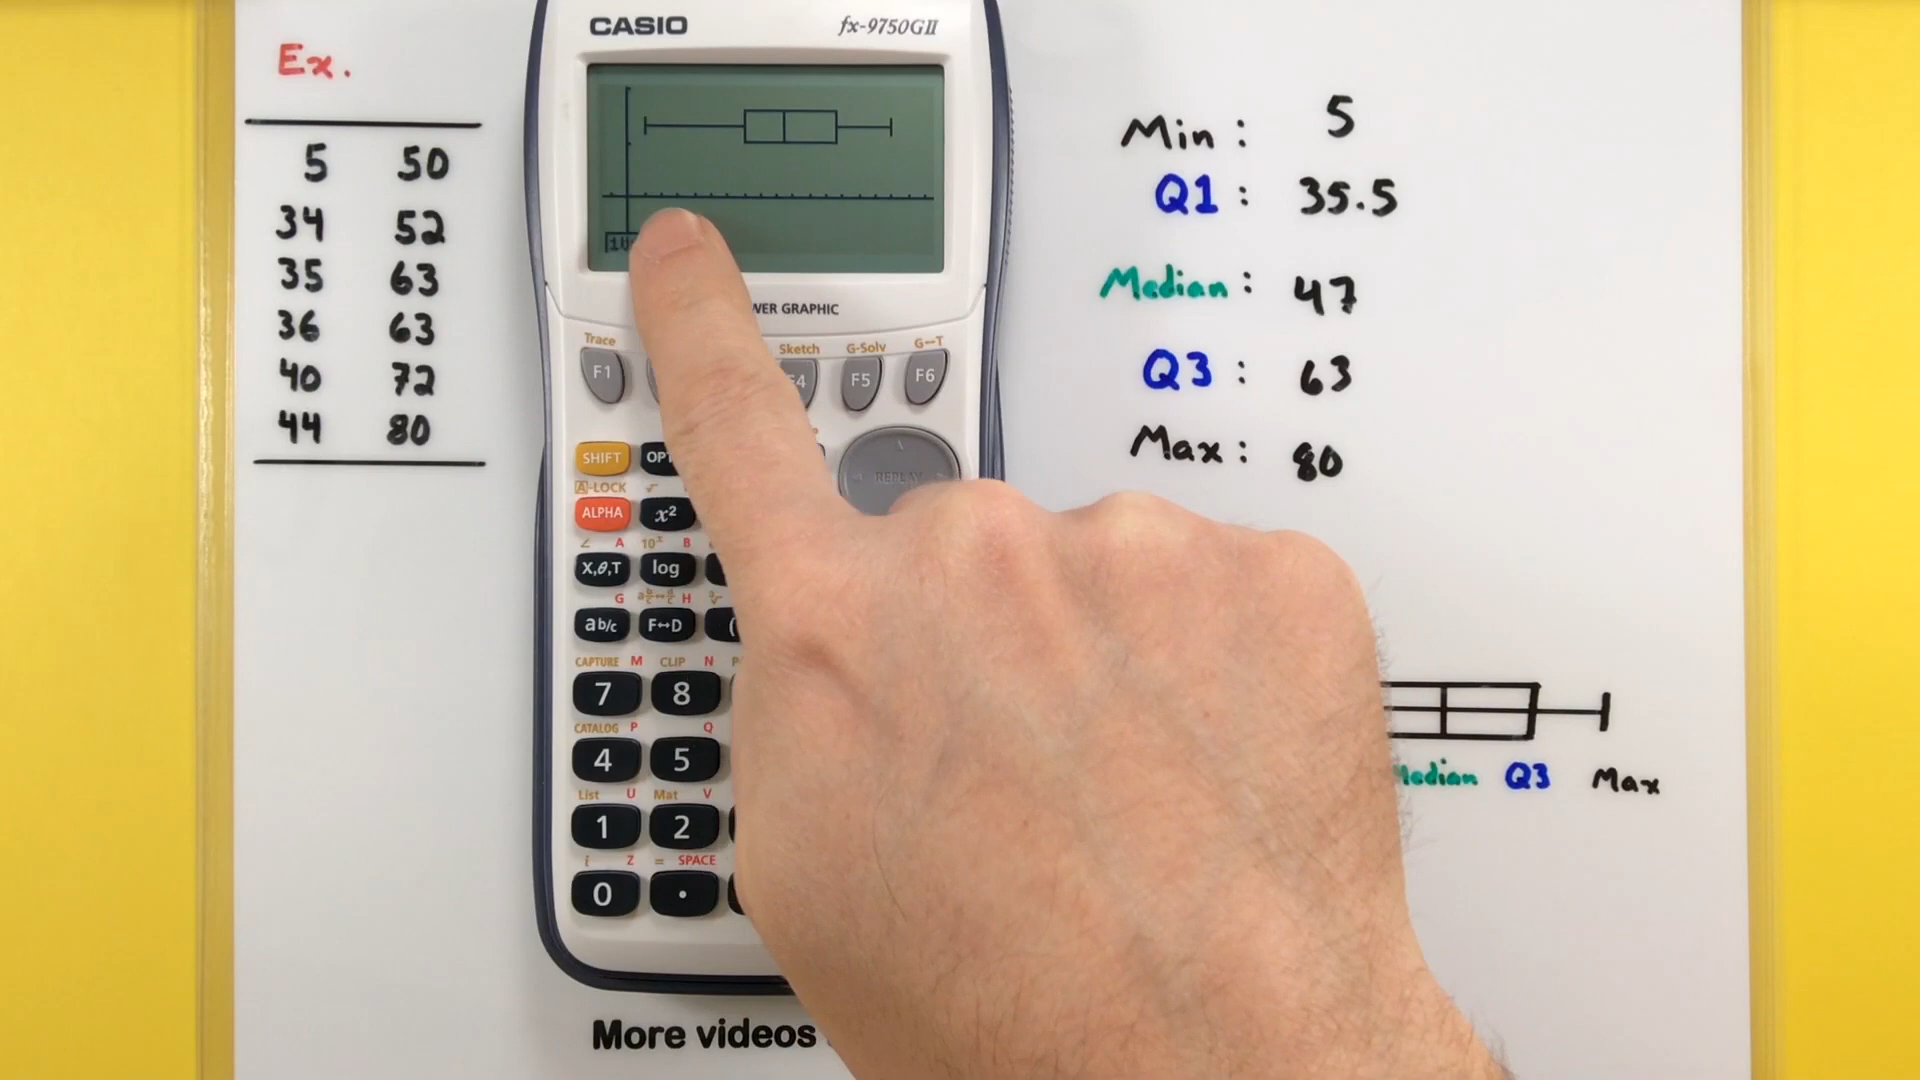 Ex.
5 50
34 52
35 63
36 63
40 72
44 80
CASIO fx-9750GII
GRAPHIC
Trace Sketch G-Solv G↔T
F1 F4 F5 F6
SHIFT
REPLAY
A-LOCK √
ALPHA x²
∠ A 10ˣ B
X,θ,T log
G H
ab/c F↔D (
CAPTURE M CLIP N
7 8
CATALOG P Q
4 5
List U Mat V
1 2
i Z = SPACE
0 .
More videos
Min : 5
Q1 : 35.5
Median : 47
Q3 : 63
Max : 80
Median Q3 Max